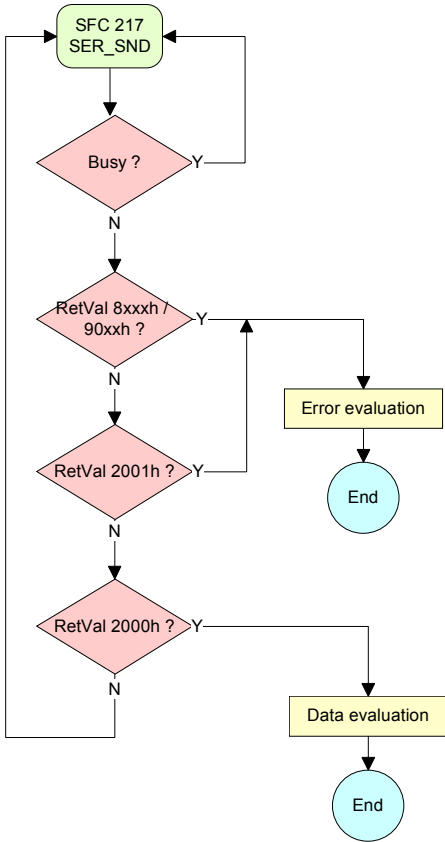 SFC 217
SER_SND
Busy ?
Y
N
RetVal 8xxxh /
90xxh ?
Y
N
Error evaluation
RetVal 2001h ?
Y
End
N
RetVal 2000h ?
Y
N
Data evaluation
End